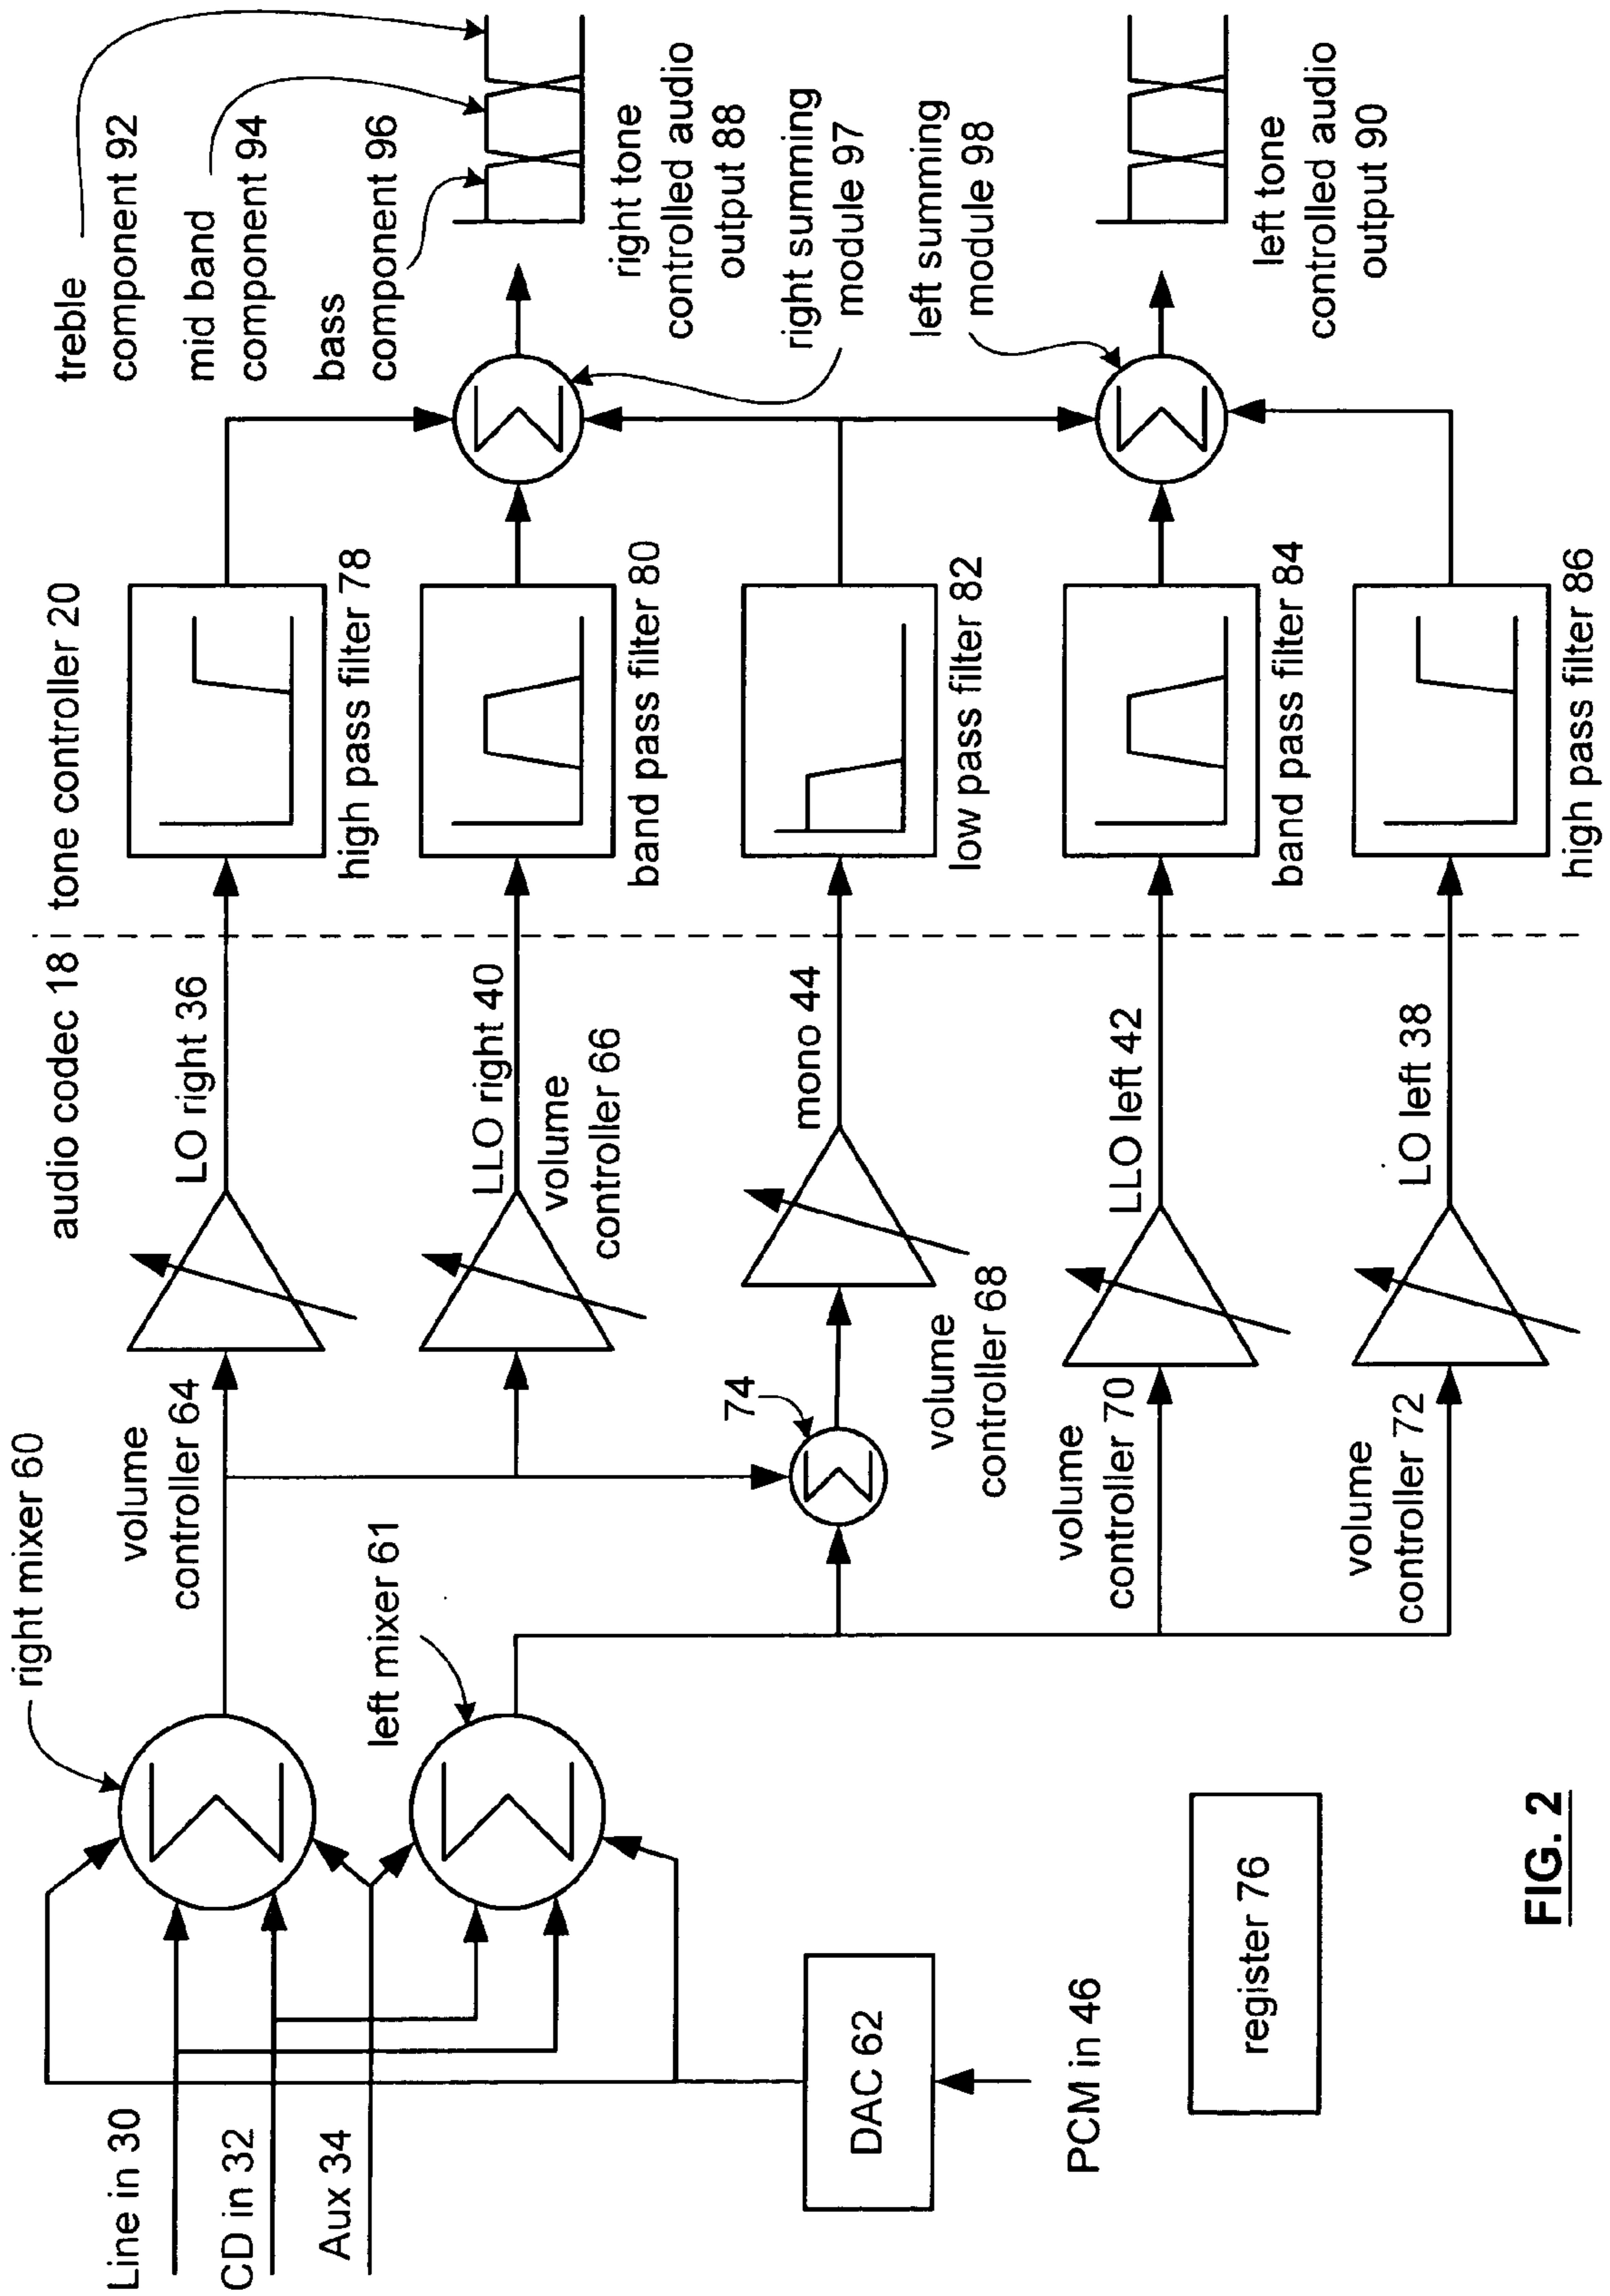 audio codec 18
tone controller 20
right mixer 60
left mixer 61
Line in 30
CD in 32
Aux 34
DAC 62
PCM in 46
register 76
volume
controller 64
LO right 36
LLO right 40
volume
controller 66
74
mono 44
volume
controller 68
LLO left 42
volume
controller 70
LO left 38
volume
controller 72
high pass filter 78
band pass filter 80
low pass filter 82
band pass filter 84
high pass filter 86
treble
component 92
mid band
component 94
bass
component 96
right tone
controlled audio
output 88
right summing
module 97
left summing
module 98
left tone
controlled audio
output 90
FIG. 2